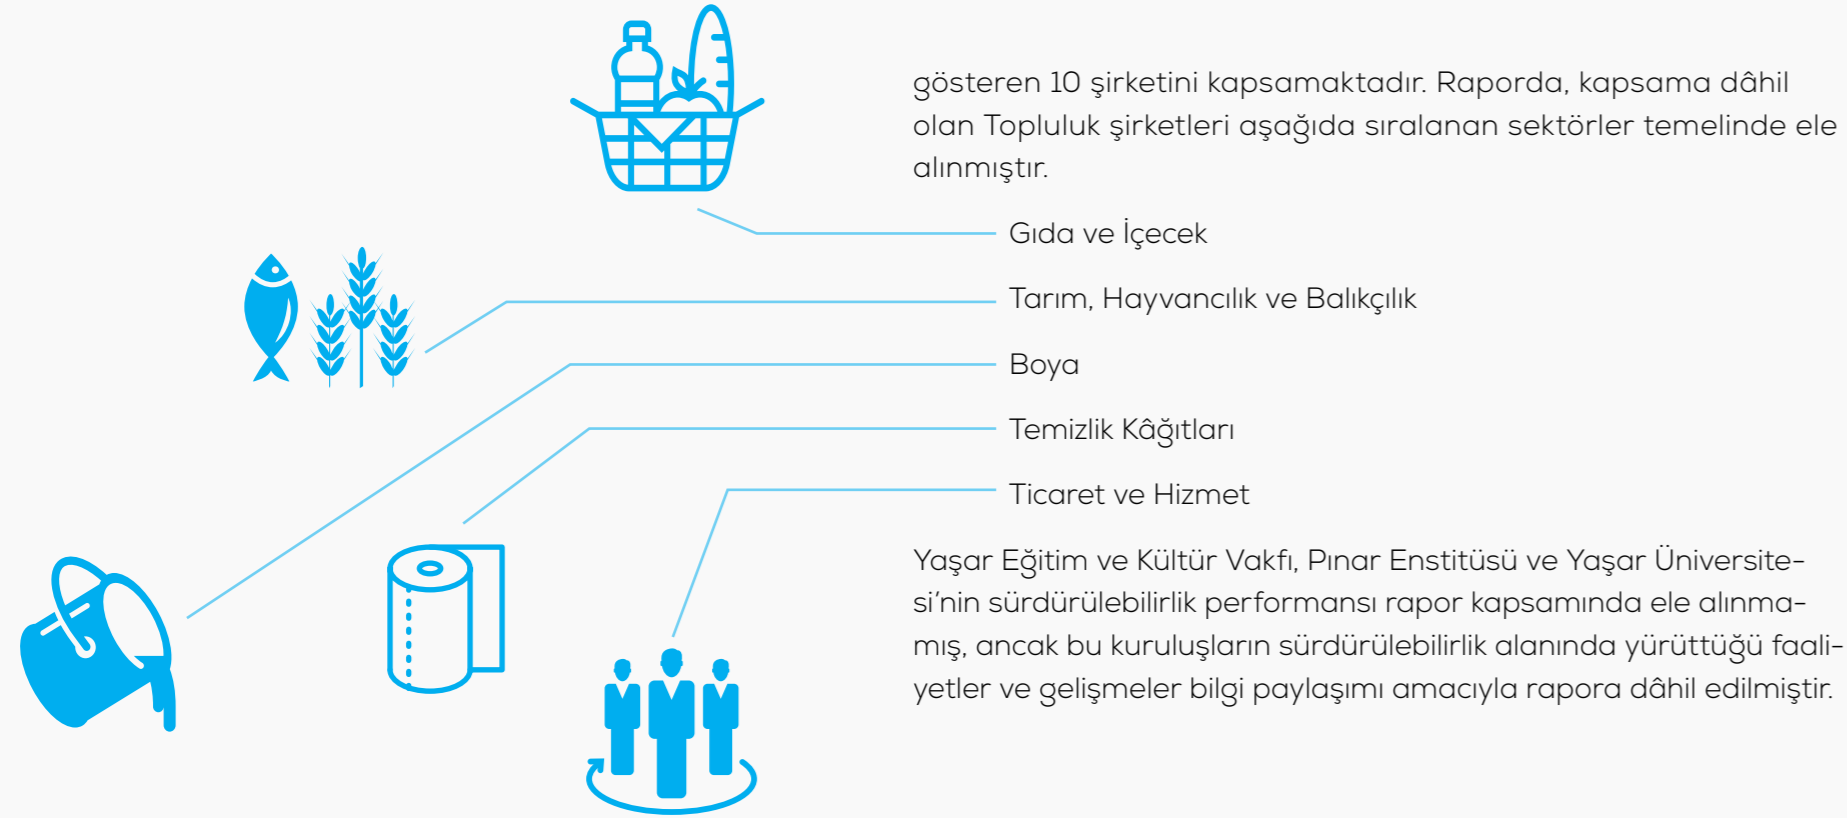 gösteren 10 şirketini kapsamaktadır. Raporda, kapsama dâhil
olan Topluluk şirketleri aşağıda sıralanan sektörler temelinde ele
alınmıştır.
Gıda ve İçecek
Tarım, Hayvancılık ve Balıkçılık
Boya
Temizlik Kâğıtları
Ticaret ve Hizmet
Yaşar Eğitim ve Kültür Vakfı, Pınar Enstitüsü ve Yaşar Üniversite-
si’nin sürdürülebilirlik performansı rapor kapsamında ele alınma-
mış, ancak bu kuruluşların sürdürülebilirlik alanında yürüttüğü faali-
yetler ve gelişmeler bilgi paylaşımı amacıyla rapora dâhil edilmiştir.